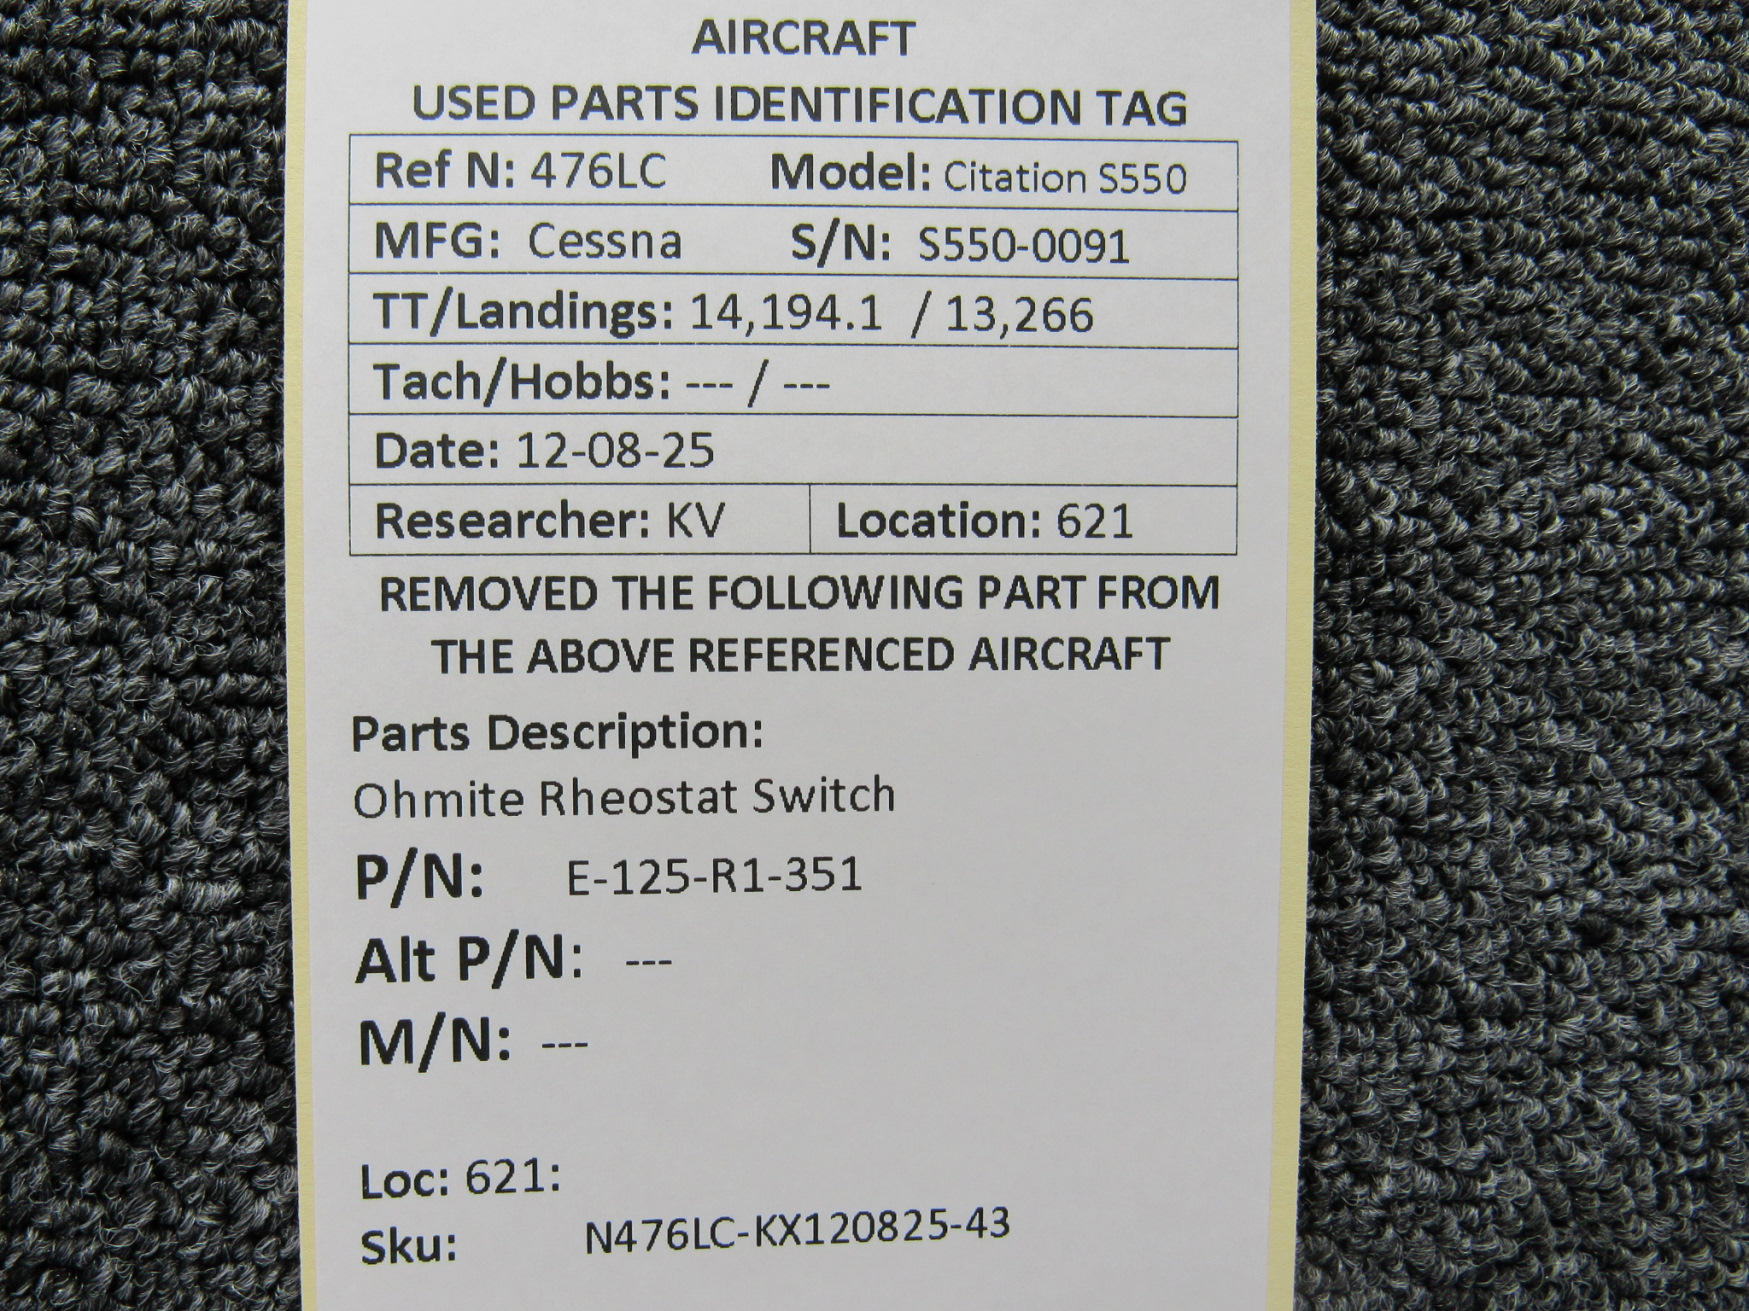 AIRCRAFT
USED PARTS IDENTIFICATION TAG
Ref N: 476LC Model: Citation S550
MFG: Cessna S/N: S550-0091
TT/Landings: 14,194.1 / 13,266
Tach/Hobbs: --- / ---
Date: 12-08-25
Researcher: KV Location: 621
REMOVED THE FOLLOWING PART FROM
THE ABOVE REFERENCED AIRCRAFT
Parts Description:
Ohmite Rheostat Switch
P/N: E-125-R1-351
Alt P/N: ---
M/N: ---
Loc: 621:
Sku: N476LC-KX120825-43